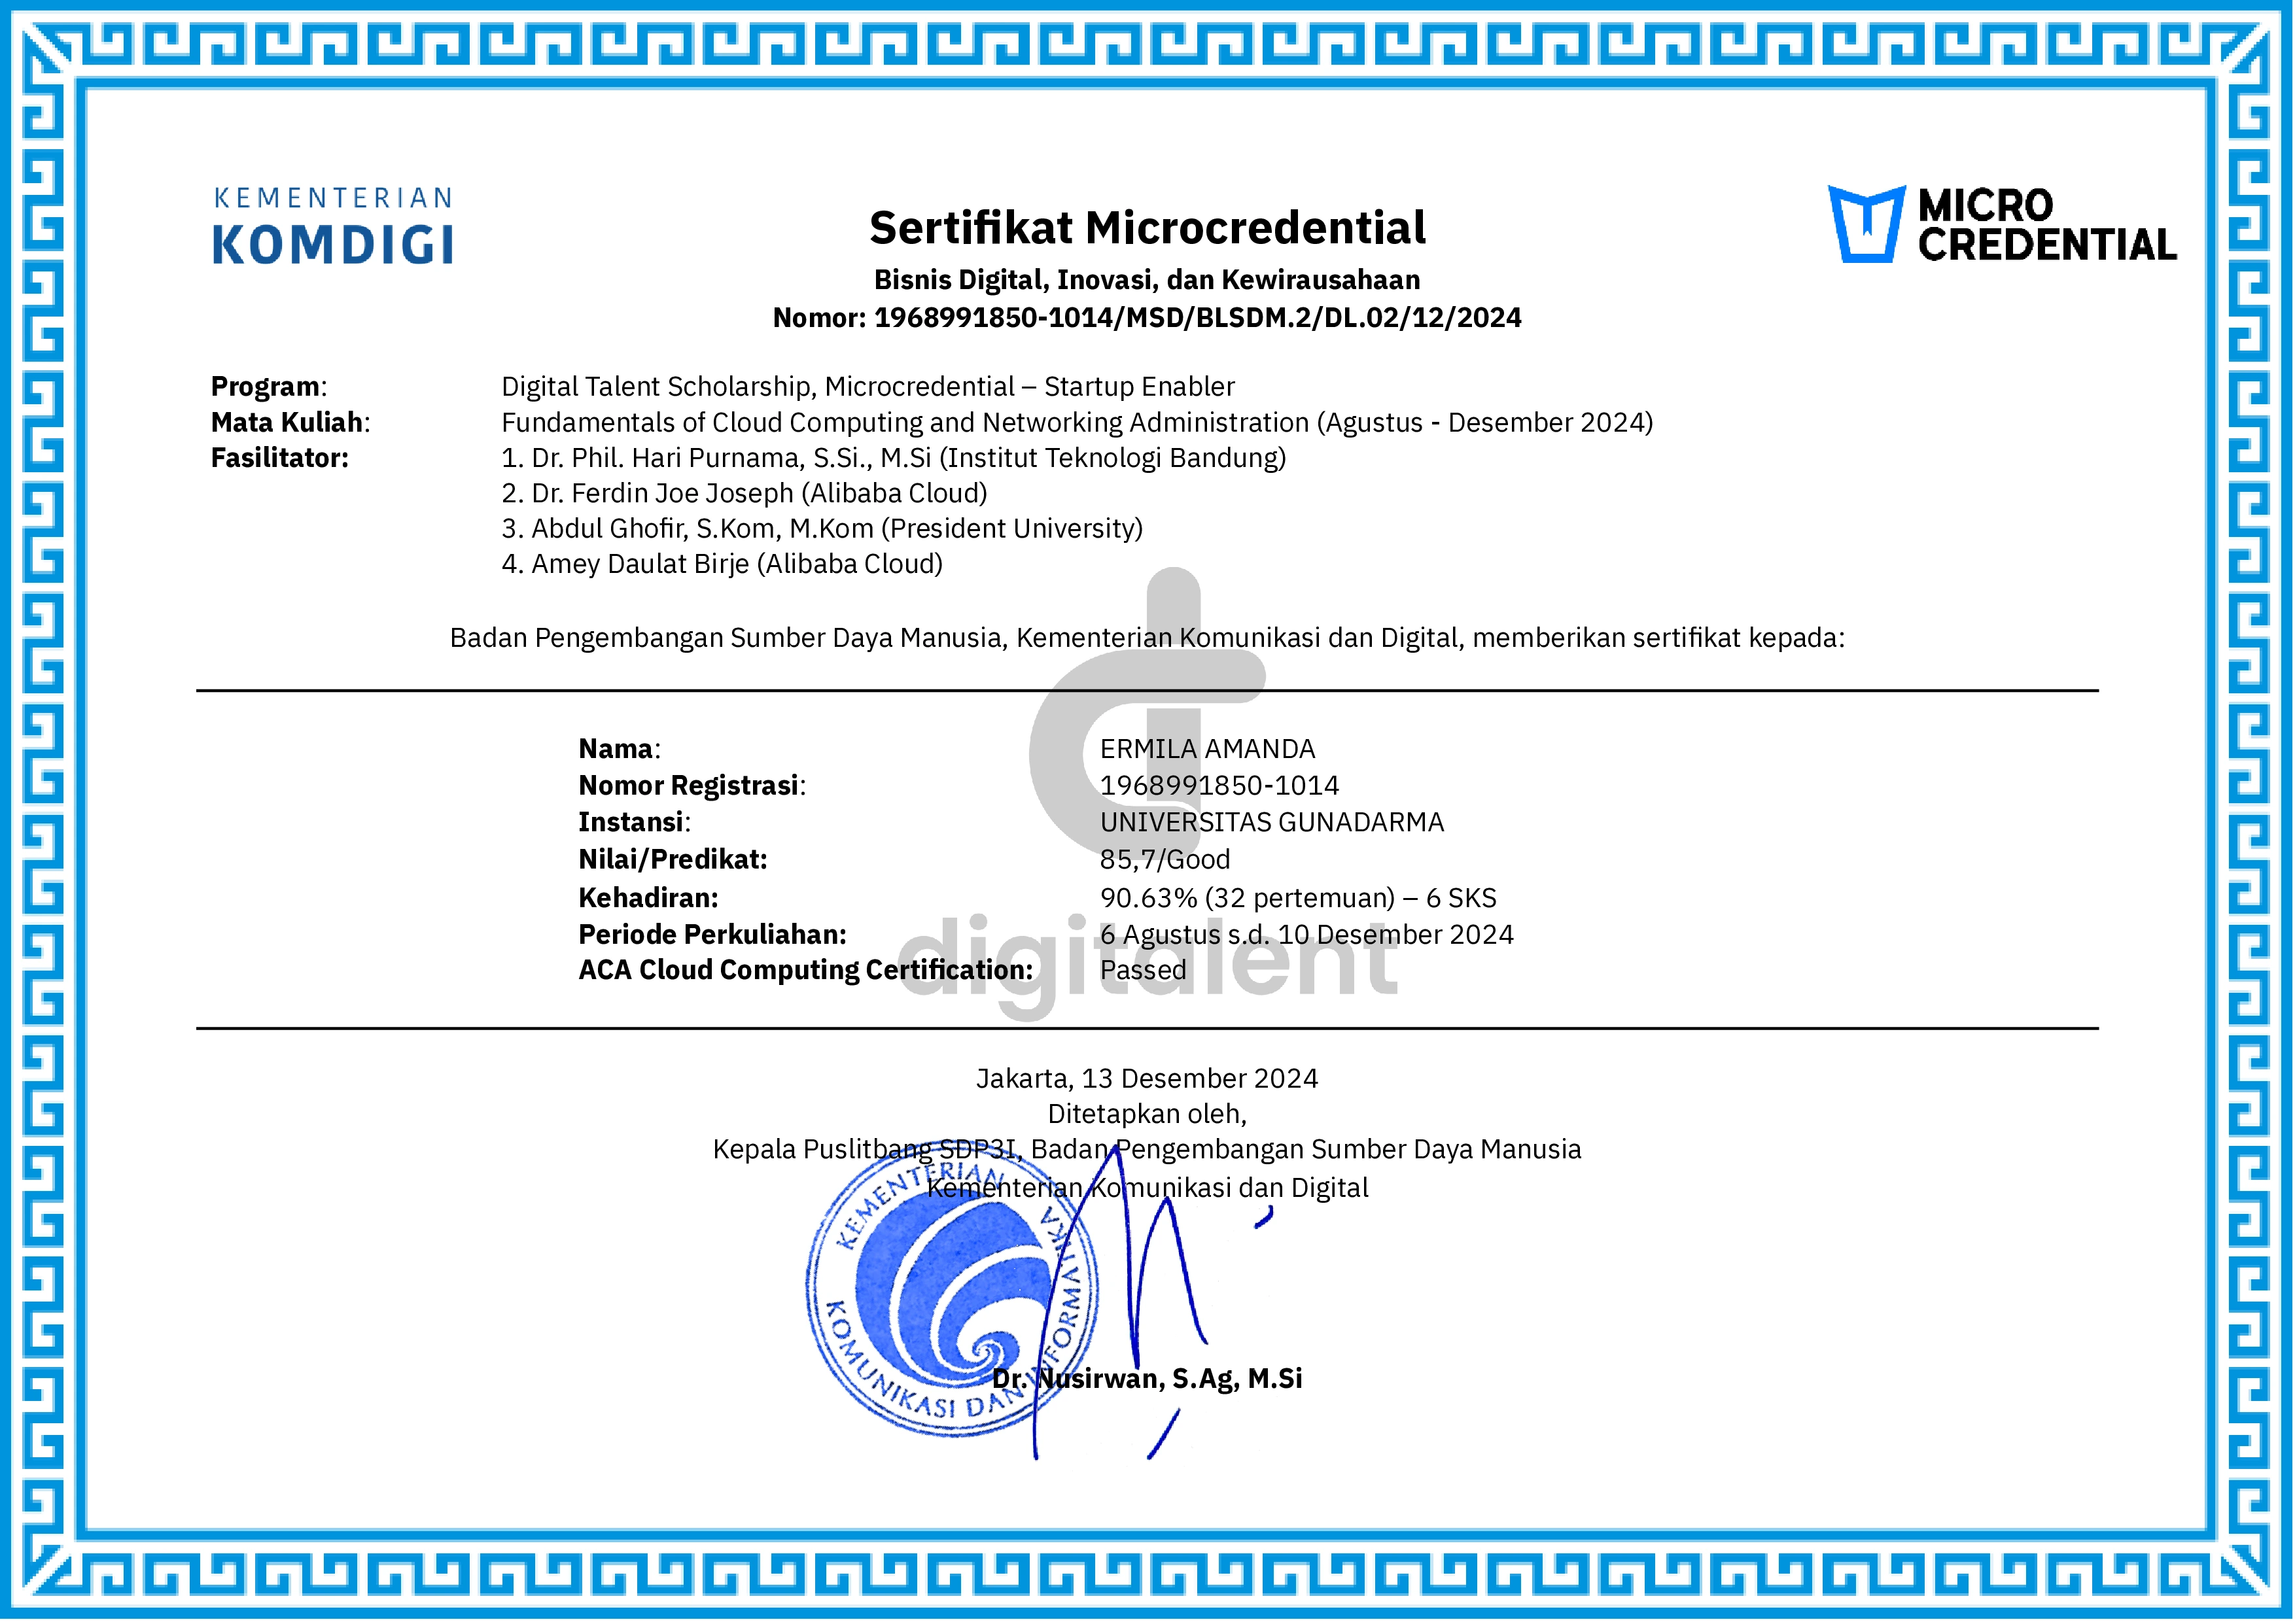 KEMENTERIAN
KOMDIGI
MICRO
CREDENTIAL
Sertifikat Microcredential
Bisnis Digital, Inovasi, dan Kewirausahaan
Nomor: 1968991850-1014/MSD/BLSDM.2/DL.02/12/2024
Program: Digital Talent Scholarship, Microcredential – Startup Enabler
Mata Kuliah: Fundamentals of Cloud Computing and Networking Administration (Agustus - Desember 2024)
Fasilitator: 1. Dr. Phil. Hari Purnama, S.Si., M.Si (Institut Teknologi Bandung)
2. Dr. Ferdin Joe Joseph (Alibaba Cloud)
3. Abdul Ghofir, S.Kom, M.Kom (President University)
4. Amey Daulat Birje (Alibaba Cloud)
Badan Pengembangan Sumber Daya Manusia, Kementerian Komunikasi dan Digital, memberikan sertifikat kepada:
Nama: ERMILA AMANDA
Nomor Registrasi: 1968991850-1014
Instansi: UNIVERSITAS GUNADARMA
Nilai/Predikat: 85,7/Good
Kehadiran: 90.63% (32 pertemuan) – 6 SKS
Periode Perkuliahan: 6 Agustus s.d. 10 Desember 2024
ACA Cloud Computing Certification: Passed
digitalent
Jakarta, 13 Desember 2024
Ditetapkan oleh,
Kepala Puslitbang SDP3I, Badan Pengembangan Sumber Daya Manusia
Kementerian Komunikasi dan Digital
KEMENTERIAN
KOMUNIKASI DAN INFORMATIKA
Dr. Nusirwan, S.Ag, M.Si